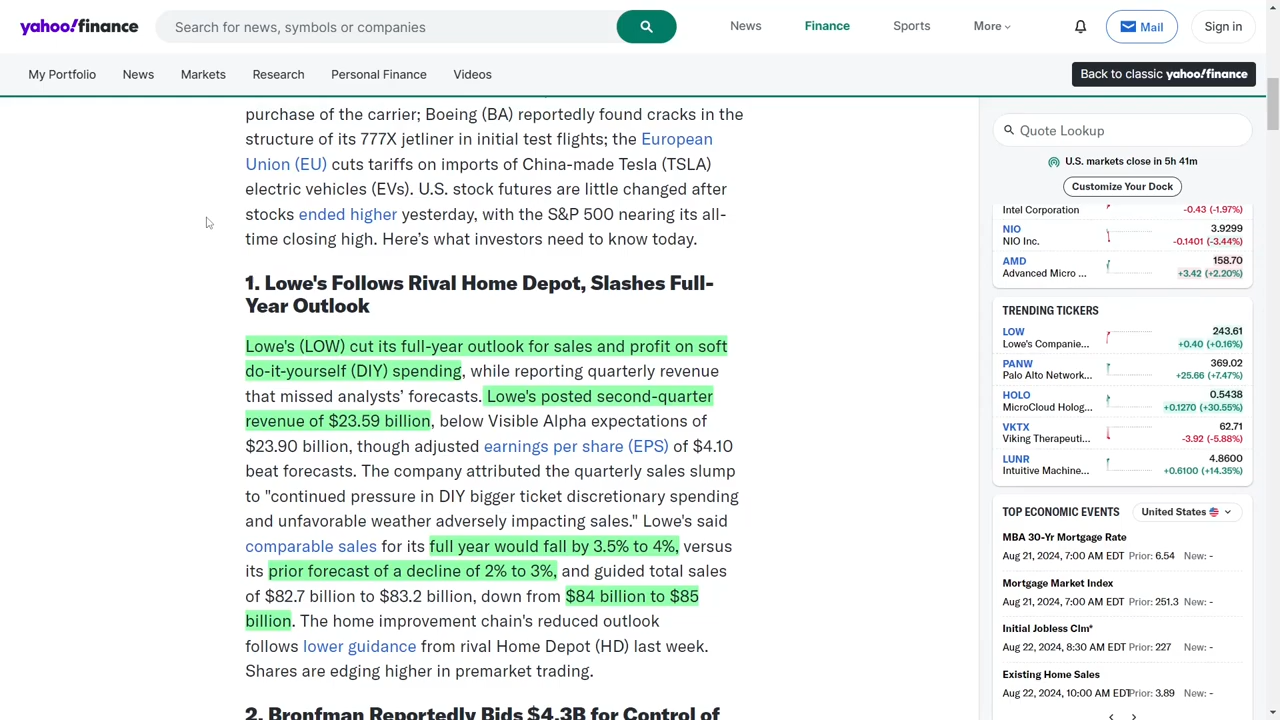 yahoo!finance
Search for news, symbols or companies
News
Finance
Sports
More
Mail
Sign in
My Portfolio
News
Markets
Research
Personal Finance
Videos
Back to classic yahoo!finance
purchase of the carrier; Boeing (BA) reportedly found cracks in the
structure of its 777X jetliner in initial test flights; the European
Union (EU) cuts tariffs on imports of China-made Tesla (TSLA)
electric vehicles (EVs). U.S. stock futures are little changed after
stocks ended higher yesterday, with the S&P 500 nearing its all-
time closing high. Here's what investors need to know today.
1. Lowe's Follows Rival Home Depot, Slashes Full-
Year Outlook
Lowe's (LOW) cut its full-year outlook for sales and profit on soft
do-it-yourself (DIY) spending, while reporting quarterly revenue
that missed analysts' forecasts. Lowe's posted second-quarter
revenue of $23.59 billion, below Visible Alpha expectations of
$23.90 billion, though adjusted earnings per share (EPS) of $4.10
beat forecasts. The company attributed the quarterly sales slump
to "continued pressure in DIY bigger ticket discretionary spending
and unfavorable weather adversely impacting sales." Lowe's said
comparable sales for its full year would fall by 3.5% to 4%, versus
its prior forecast of a decline of 2% to 3%, and guided total sales
of $82.7 billion to $83.2 billion, down from $84 billion to $85
billion. The home improvement chain's reduced outlook
follows lower guidance from rival Home Depot (HD) last week.
Shares are edging higher in premarket trading.
2. Bronfman Reportedly Bids $4.3B for Control of
Quote Lookup
U.S. markets close in 5h 41m
Customize Your Dock
Intel Corporation -0.43 (-1.97%)
NIO 3.9299
NIO Inc. -0.1401 (-3.44%)
AMD 158.70
Advanced Micro ... +3.42 (+2.20%)
TRENDING TICKERS
LOW 243.61
Lowe's Companie... +0.40 (+0.16%)
PANW 369.02
Palo Alto Network... +25.66 (+7.47%)
HOLO 0.5438
MicroCloud Holog... +0.1270 (+30.55%)
VKTX 62.71
Viking Therapeuti... -3.92 (-5.88%)
LUNR 4.8600
Intuitive Machine... +0.6100 (+14.35%)
TOP ECONOMIC EVENTS United States
MBA 30-Yr Mortgage Rate
Aug 21, 2024, 7:00 AM EDT Prior: 6.54 New: -
Mortgage Market Index
Aug 21, 2024, 7:00 AM EDT Prior: 251.3 New: -
Initial Jobless Clm*
Aug 22, 2024, 8:30 AM EDT Prior: 227 New: -
Existing Home Sales
Aug 22, 2024, 10:00 AM EDT Prior: 3.89 New: -